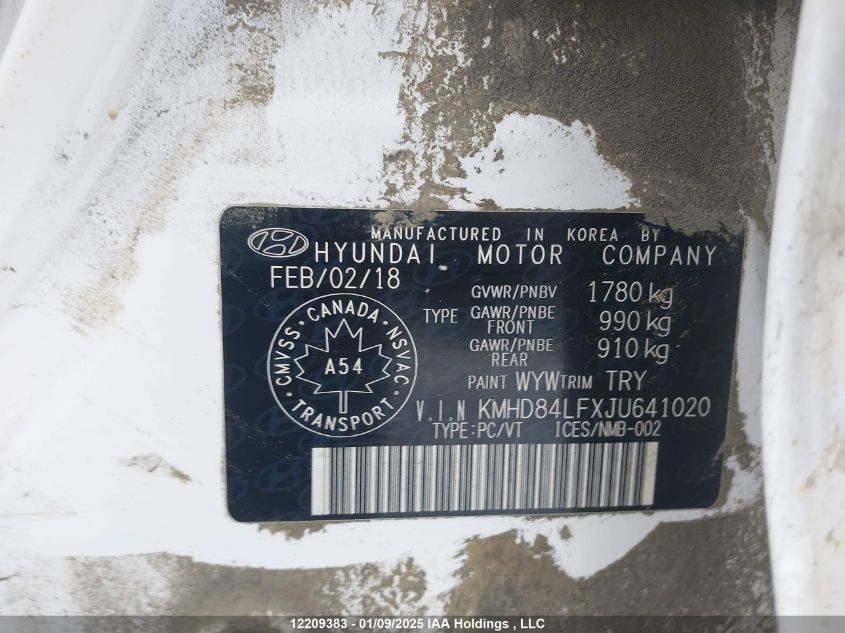 MANUFACTURED IN KOREA BY
HYUNDAI MOTOR COMPANY
FEB/02/18
GVWR/PNBV 1780 kg
TYPE GAWR/PNBE FRONT 990 kg
GAWR/PNBE REAR 910 kg
CMVSS • CANADA • NSVAC • TRANSPORT •
A54
PAINT WYW TRIM TRY
V.I.N KMHD84LFXJU641020
TYPE:PC/VT ICES/NMB-002
12209383 - 01/09/2025 IAA Holdings , LLC